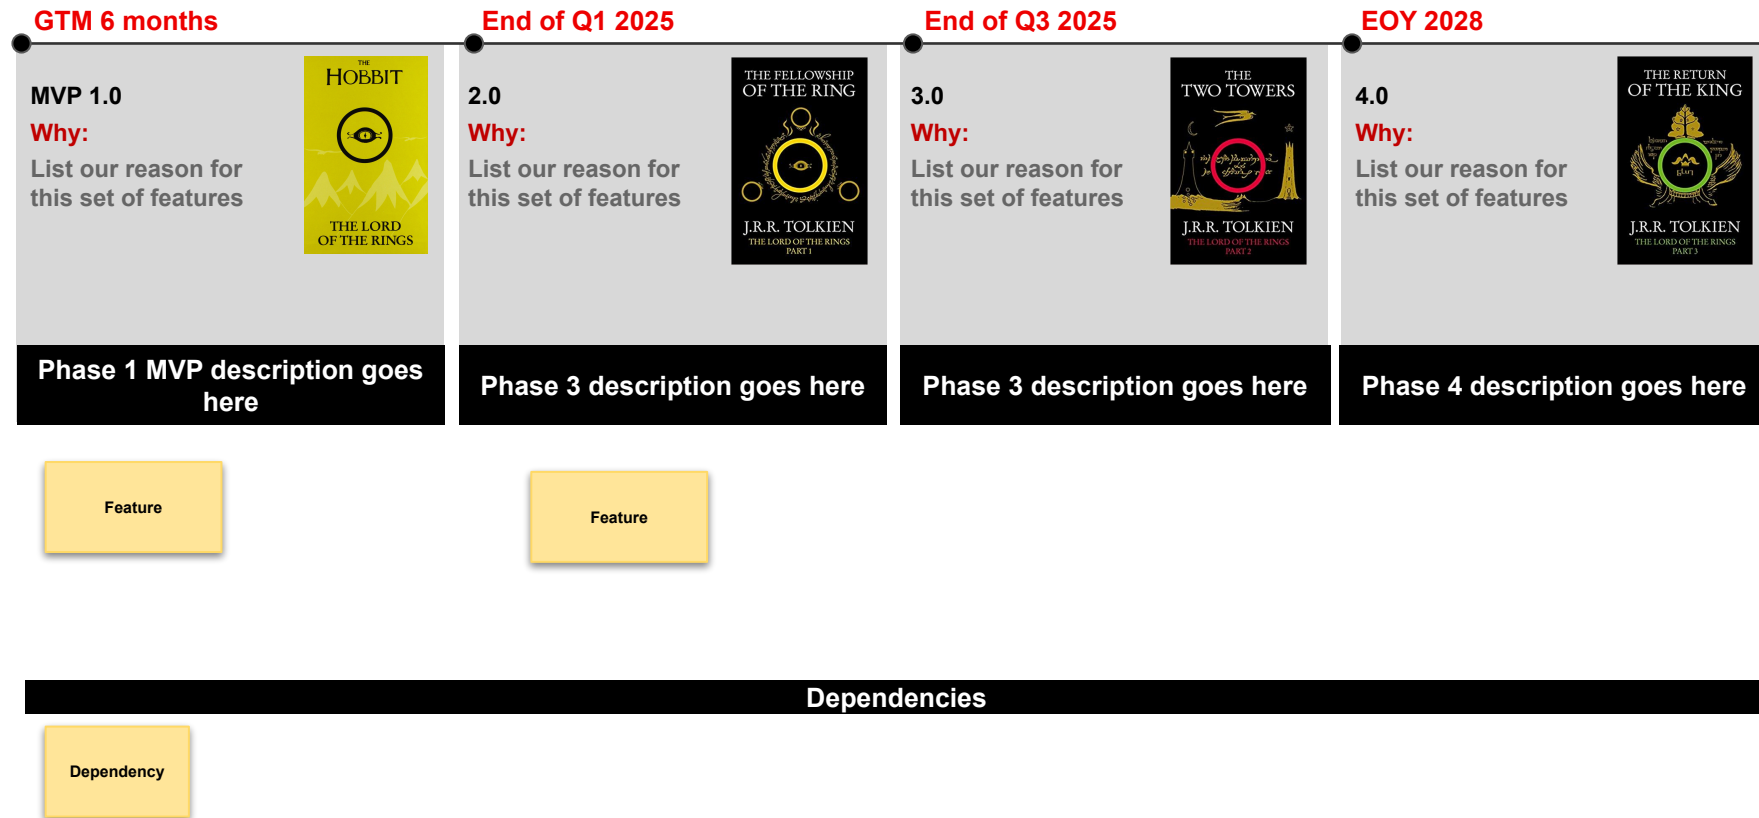 GTM 6 months
End of Q1 2025
End of Q3 2025
EOY 2028
MVP 1.0
Why:
List our reason for
this set of features
THE
HOBBIT
THE LORD
OF THE RINGS
2.0
Why:
List our reason for
this set of features
THE FELLOWSHIP
OF THE RING
J.R.R. TOLKIEN
THE LORD OF THE RINGS
PART 1
3.0
Why:
List our reason for
this set of features
THE
TWO TOWERS
J.R.R. TOLKIEN
THE LORD OF THE RINGS
PART 2
4.0
Why:
List our reason for
this set of features
THE RETURN
OF THE KING
J.R.R. TOLKIEN
THE LORD OF THE RINGS
PART 3
Phase 1 MVP description goes
here
Phase 3 description goes here
Phase 3 description goes here
Phase 4 description goes here
Feature
Feature
Dependencies
Dependency